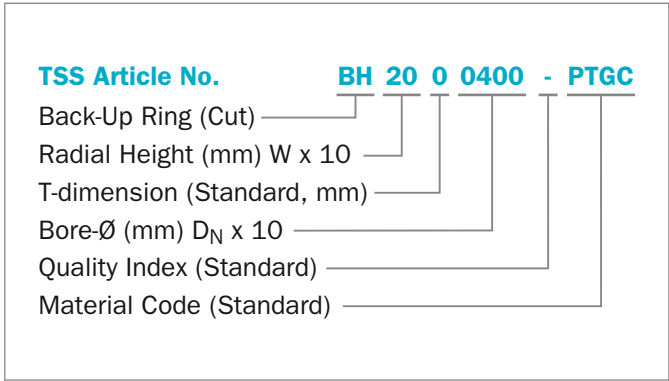 TSS Article No. BH 20 0 0400 - PTGC
Back-Up Ring (Cut)
Radial Height (mm) W x 10
T-dimension (Standard, mm)
Bore-Ø (mm) DN x 10
Quality Index (Standard)
Material Code (Standard)